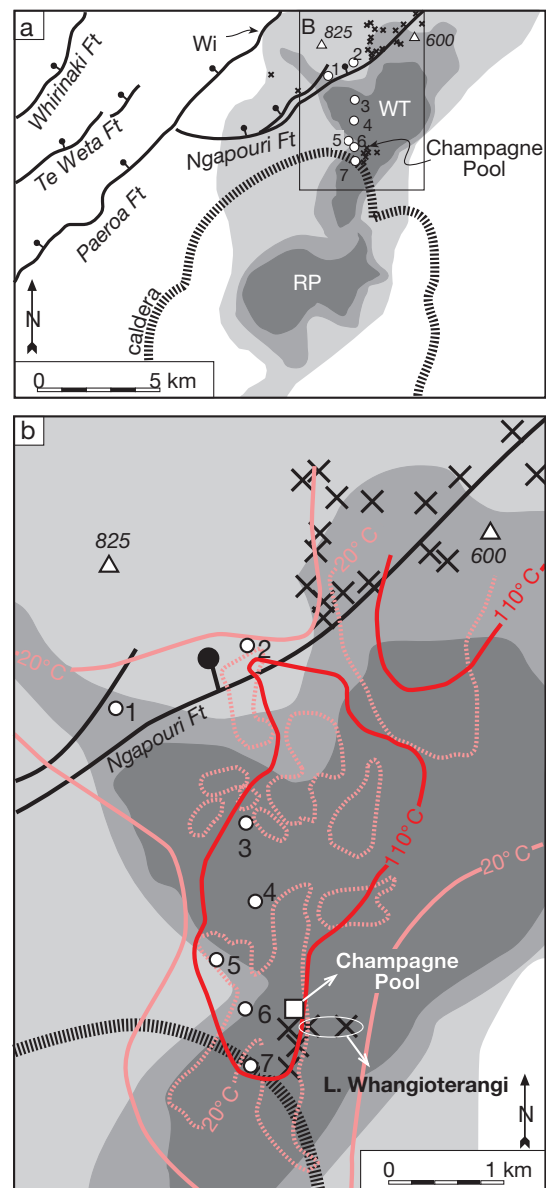 a
Wi
B
825
600
2
1
Whirinaki Ft
WT
3
4
Te Weta Ft
Ngapouri Ft
5
6
Champagne
Pool
7
Paeroa Ft
RP
caldera
N
0 5 km
b
825
20° C
600
110° C
20° C
2
1
Ngapouri Ft
3
110° C
20° C
4
5
Champagne
Pool
6
7
20° C
L. Whangioterangi
N
0 1 km